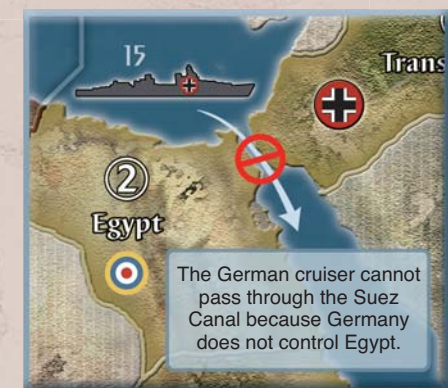 15
Trans
2
Egypt
The German cruiser cannot
pass through the Suez
Canal because Germany
does not control Egypt.